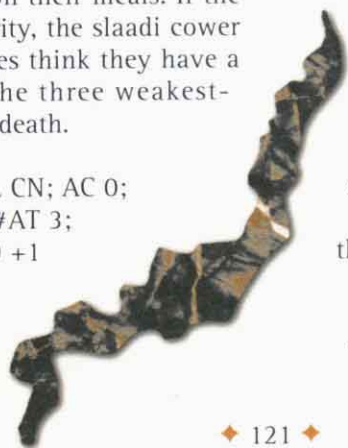 on their meals. If the
ity, the slaadi cower
es think they have a
he three weakest-
death.
CN; AC 0;
#AT 3;
+1
th
✦ 121 ✦